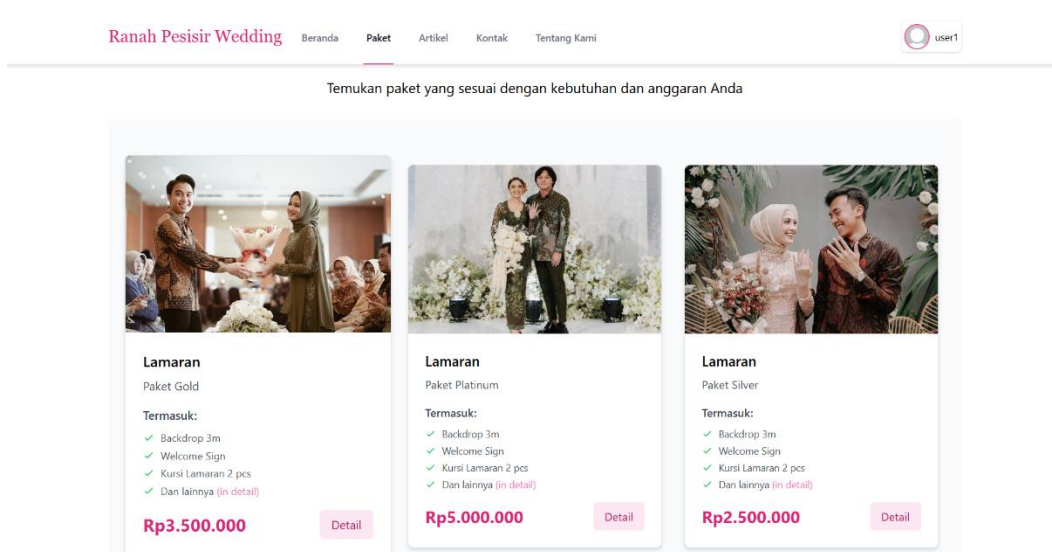 Ranah Pesisir Wedding Beranda Paket Artikel Kontak Tentang Kami user1
Temukan paket yang sesuai dengan kebutuhan dan anggaran Anda
Lamaran
Paket Gold
Termasuk:
Backdrop 3m
Welcome Sign
Kursi Lamaran 2 pcs
Dan lainnya (in detail)
Rp3.500.000 Detail
Lamaran
Paket Platinum
Termasuk:
Backdrop 3m
Welcome Sign
Kursi Lamaran 2 pcs
Dan lainnya (in detail)
Rp5.000.000 Detail
Lamaran
Paket Silver
Termasuk:
Backdrop 3m
Welcome Sign
Kursi Lamaran 2 pcs
Dan lainnya (in detail)
Rp2.500.000 Detail